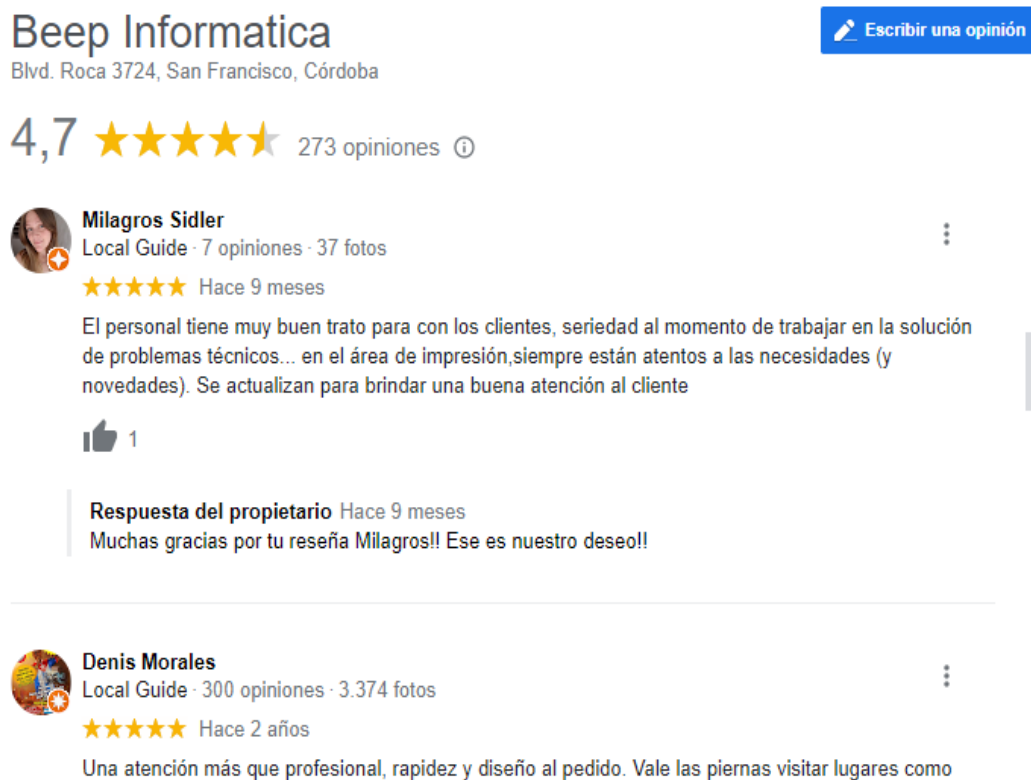 Beep Informatica
Escribir una opinión
Blvd. Roca 3724, San Francisco, Córdoba
4,7 273 opiniones
Milagros Sidler
Local Guide · 7 opiniones · 37 fotos
Hace 9 meses
El personal tiene muy buen trato para con los clientes, seriedad al momento de trabajar en la solución
de problemas técnicos... en el área de impresión,siempre están atentos a las necesidades (y
novedades). Se actualizan para brindar una buena atención al cliente
1
Respuesta del propietario Hace 9 meses
Muchas gracias por tu reseña Milagros!! Ese es nuestro deseo!!
Denis Morales
Local Guide · 300 opiniones · 3.374 fotos
Hace 2 años
Una atención más que profesional, rapidez y diseño al pedido. Vale las piernas visitar lugares como